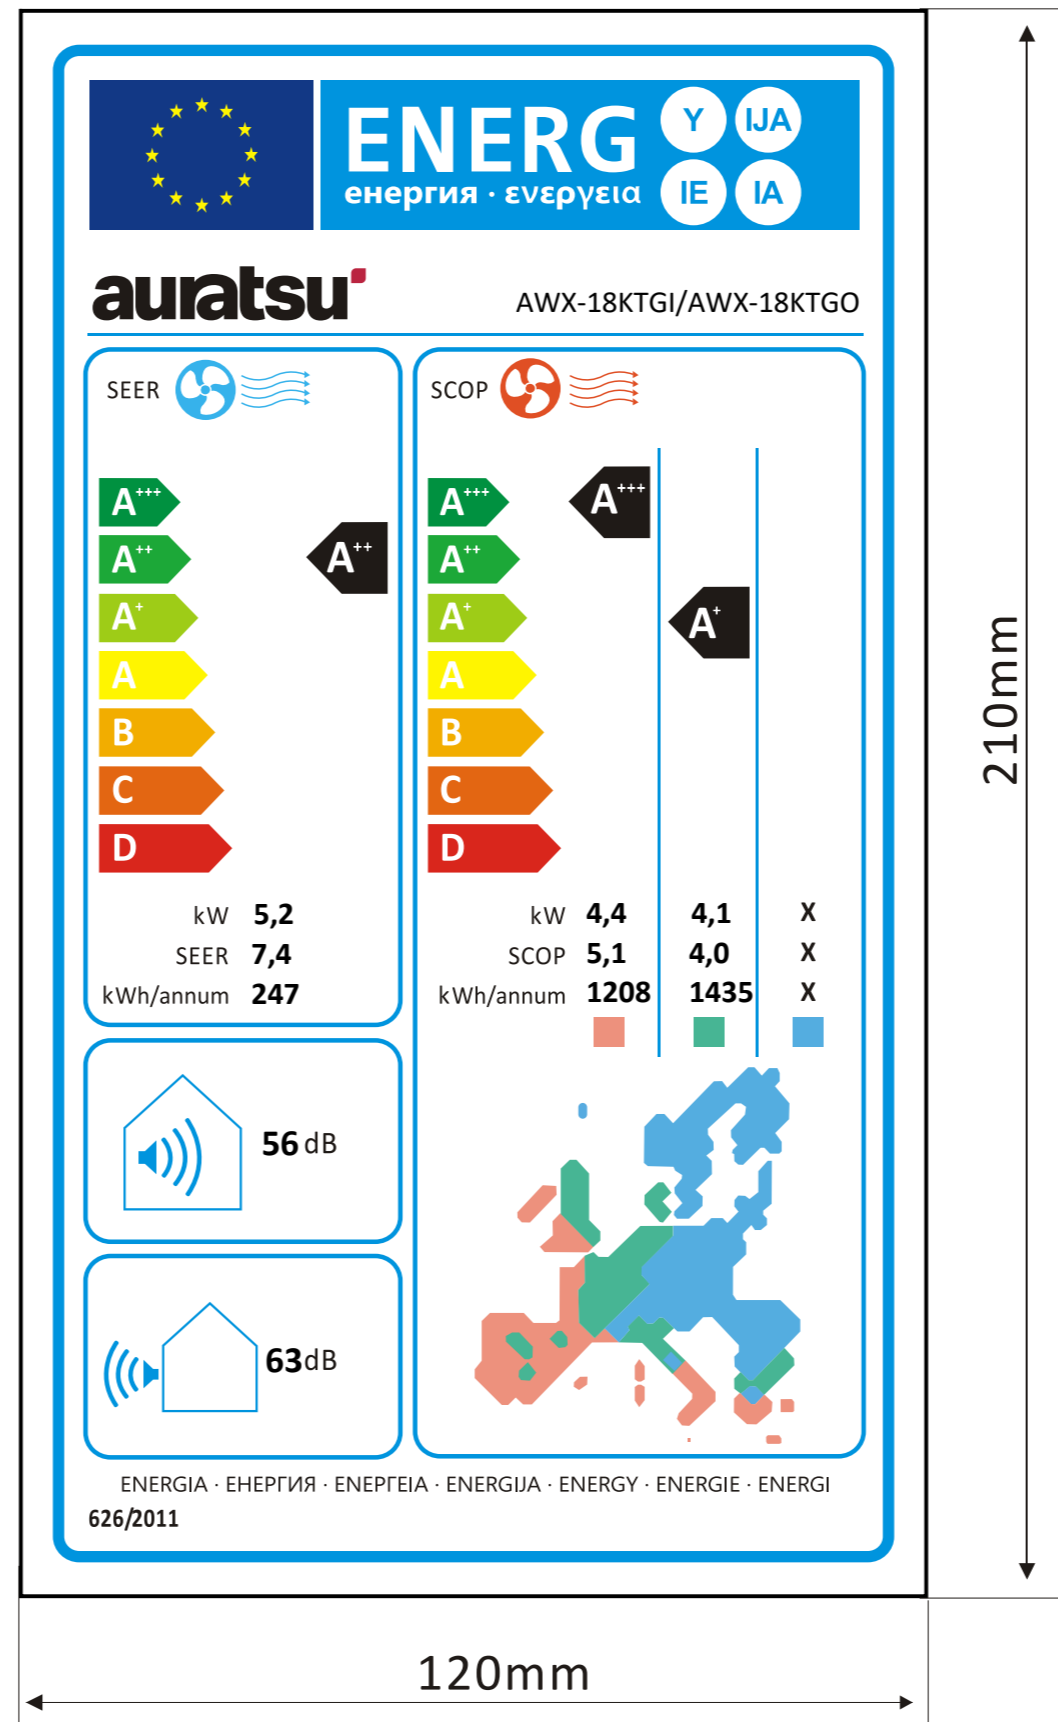 ENERG Y IJA
енергия · ενεργεια IE IA
auratsu
AWX-18KTGI/AWX-18KTGO
SEER
A+++
A++
A++
A+
A
B
C
D
kW 5,2
SEER 7,4
kWh/annum 247
SCOP
A+++ A+++
A++
A+ A+
A
B
C
D
kW 4,4 4,1 X
SCOP 5,1 4,0 X
kWh/annum 1208 1435 X
56 dB
63 dB
ENERGIA · ЕНЕРГИЯ · ΕΝΕΡΓΕΙΑ · ENERGIJA · ENERGY · ENERGIE · ENERGI
626/2011
210mm
120mm